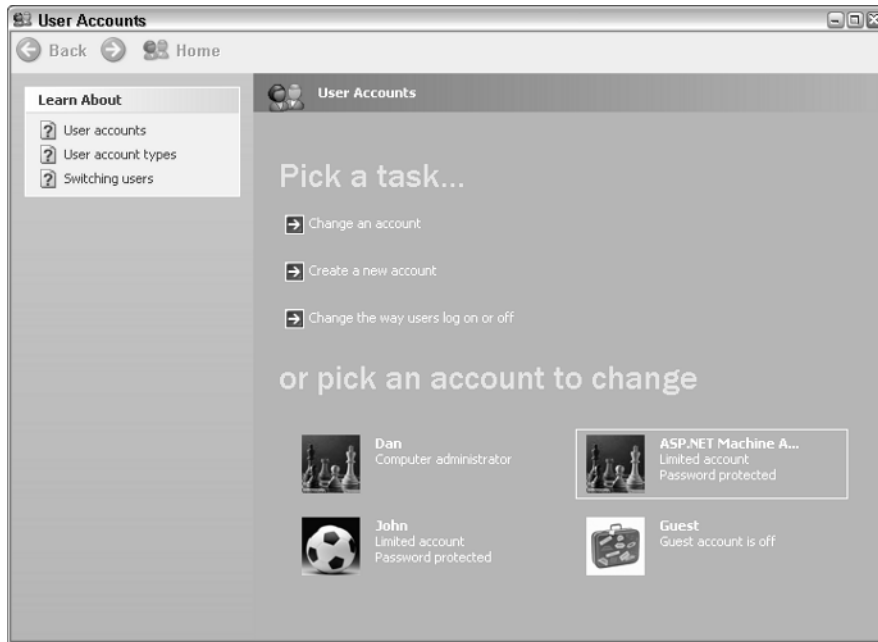 User Accounts
Back Home
Learn About
User accounts
User account types
Switching users
User Accounts
Pick a task...
Change an account
Create a new account
Change the way users log on or off
or pick an account to change
Dan
Computer administrator
ASP.NET Machine A...
Limited account
Password protected
John
Limited account
Password protected
Guest
Guest account is off